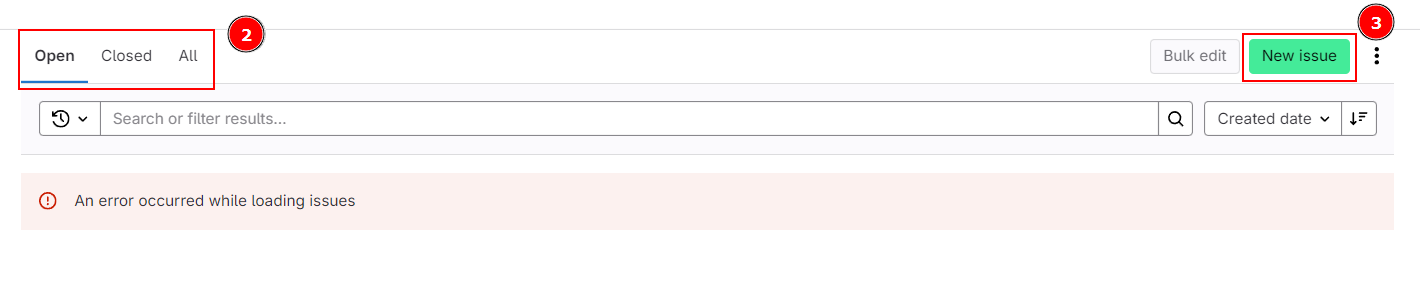 2
3
Open Closed All Bulk edit New issue
Search or filter results... Created date
An error occurred while loading issues